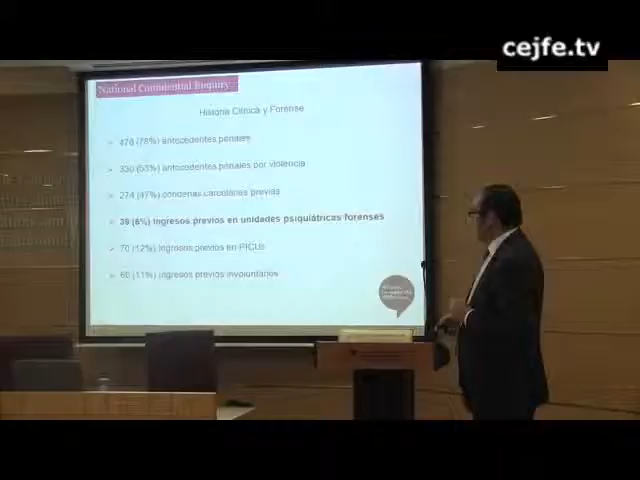 cejfe.tv
National Confidential Enquiry
Historia Clínica y Forense
478 (78%) antecedentes penales
330 (53%) antecedentes penales por violencia
274 (47%) condenas carcelarias previas
39 (6%) ingresos previos en unidades psiquiátricas forenses
70 (12%) ingresos previos en PICUs
60 (11%) ingresos previos involuntarios